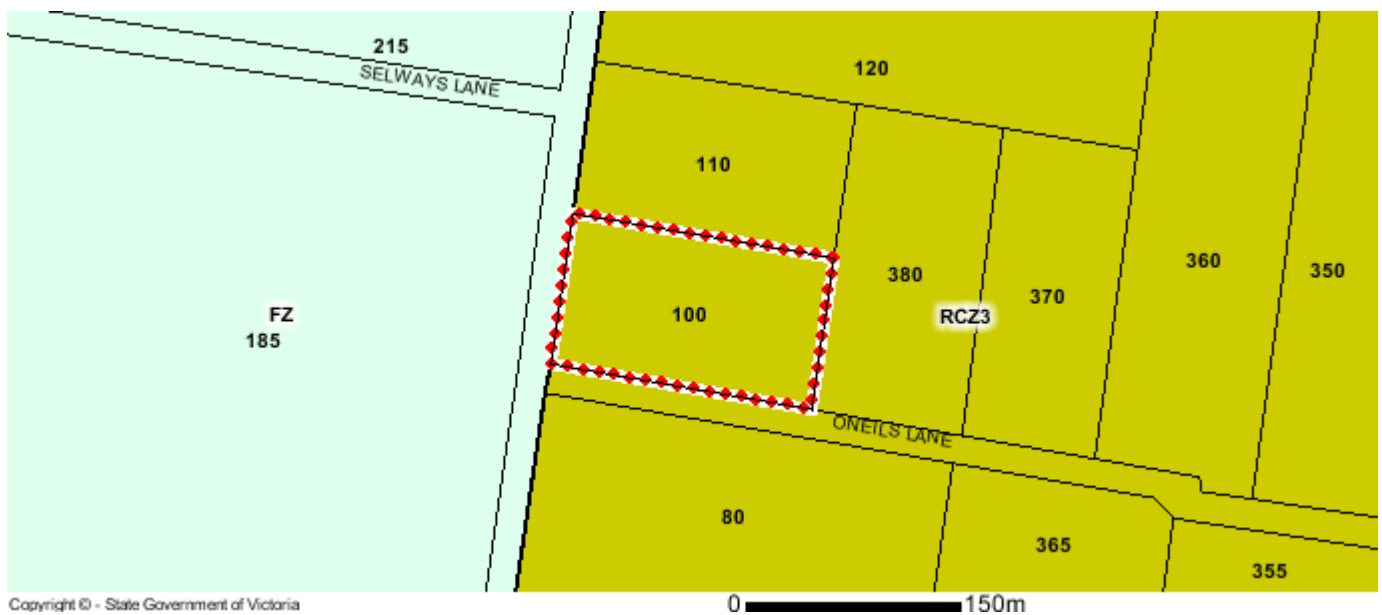 215
SELWAYS LANE
120
110
380
370
360
350
100
FZ
185
RCZ3
ONEILS LANE
80
365
355
Copyright © - State Government of Victoria
0 150m